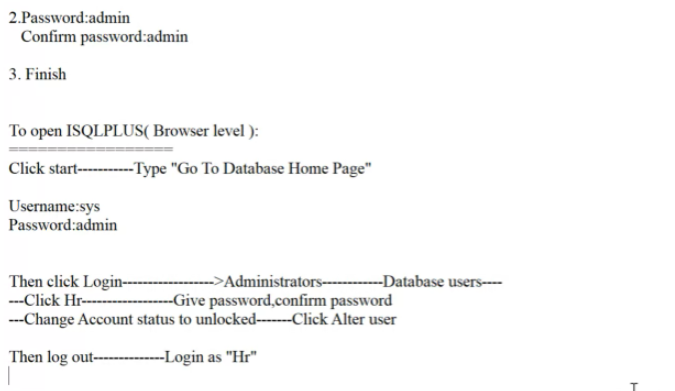 2.Password:admin
Confirm password:admin
3. Finish
To open ISQLPLUS( Browser level ):
==================
Click start-----------Type "Go To Database Home Page"
Username:sys
Password:admin
Then click Login------------------>Administrators------------Database users----
---Click Hr------------------Give password,confirm password
---Change Account status to unlocked-------Click Alter user
Then log out--------------Login as "Hr"